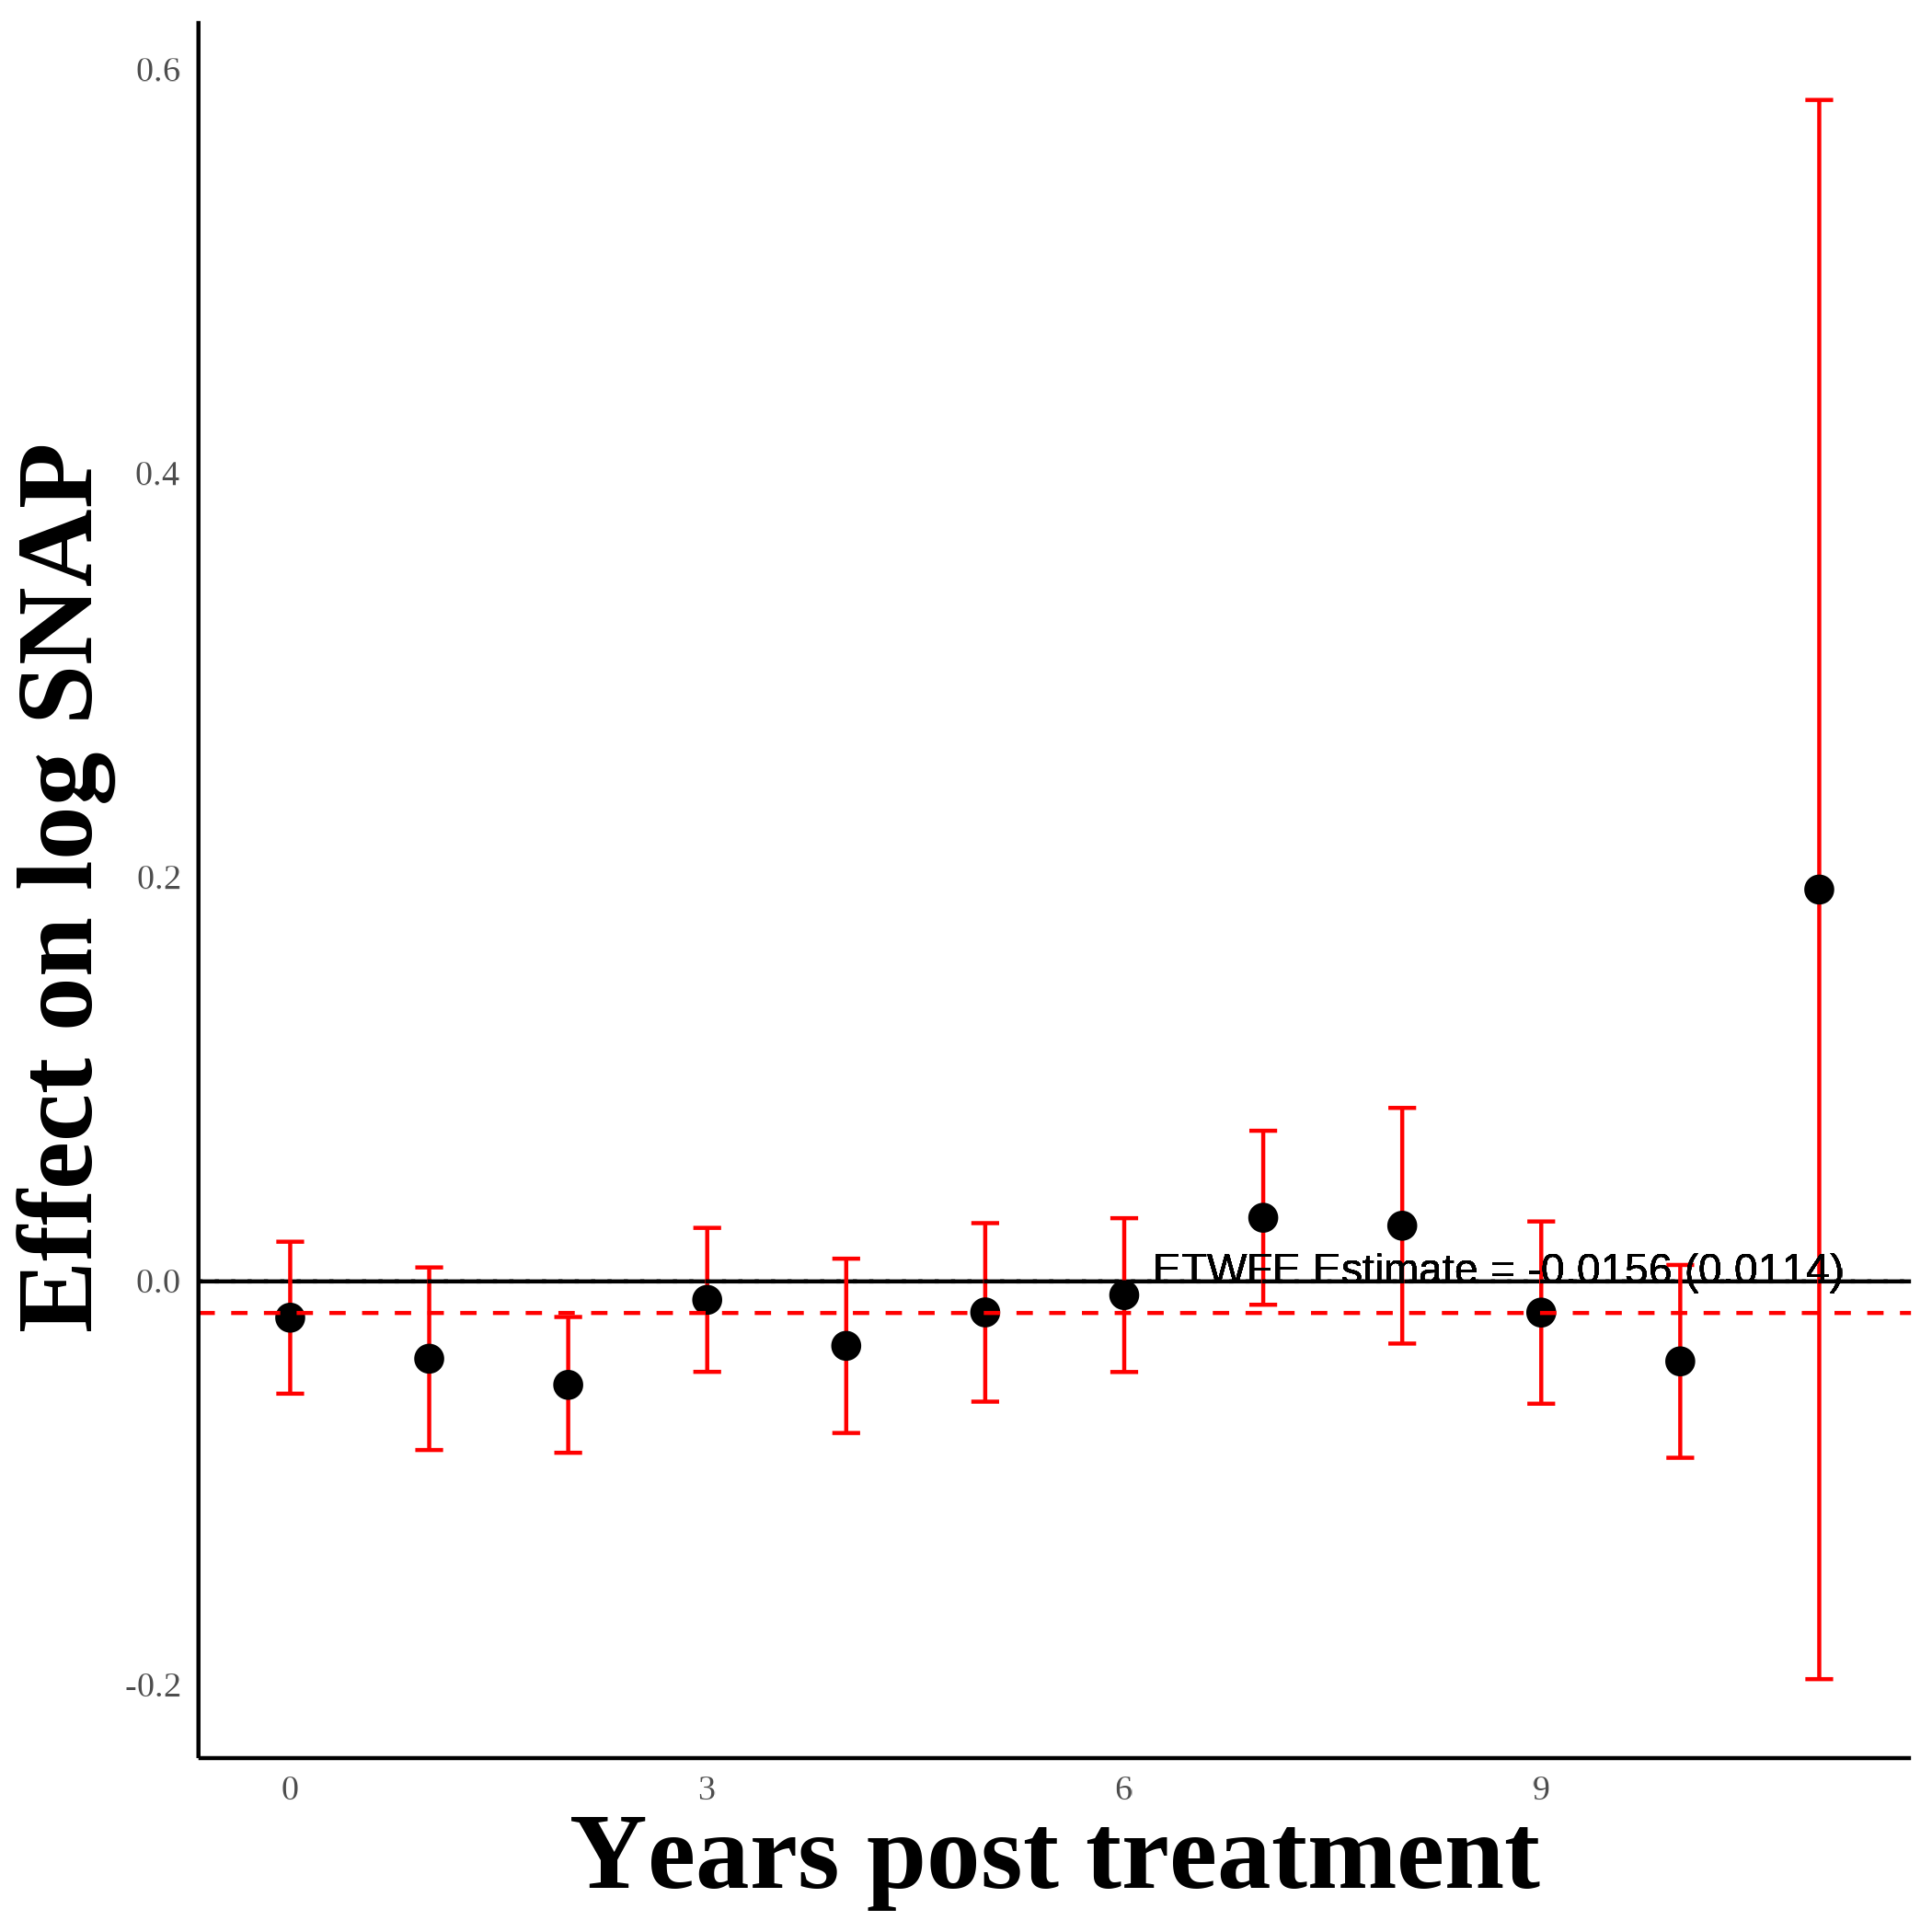 Effect on log SNAP
0.6
0.4
0.2
0.0
-0.2
ETWFE Estimate = -0.0156 (0.0114)
0 3 6 9
Years post treatment